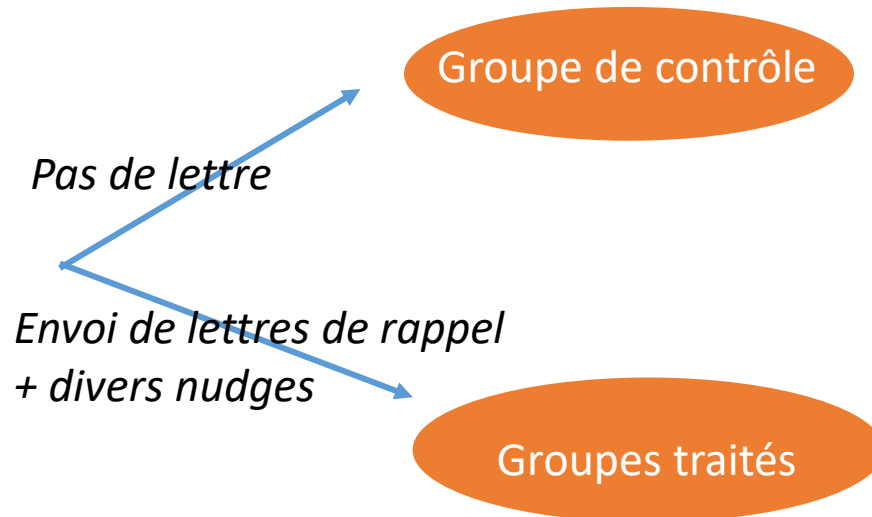 Groupe de contrôle
Pas de lettre
Envoi de lettres de rappel
+ divers nudges
Groupes traités